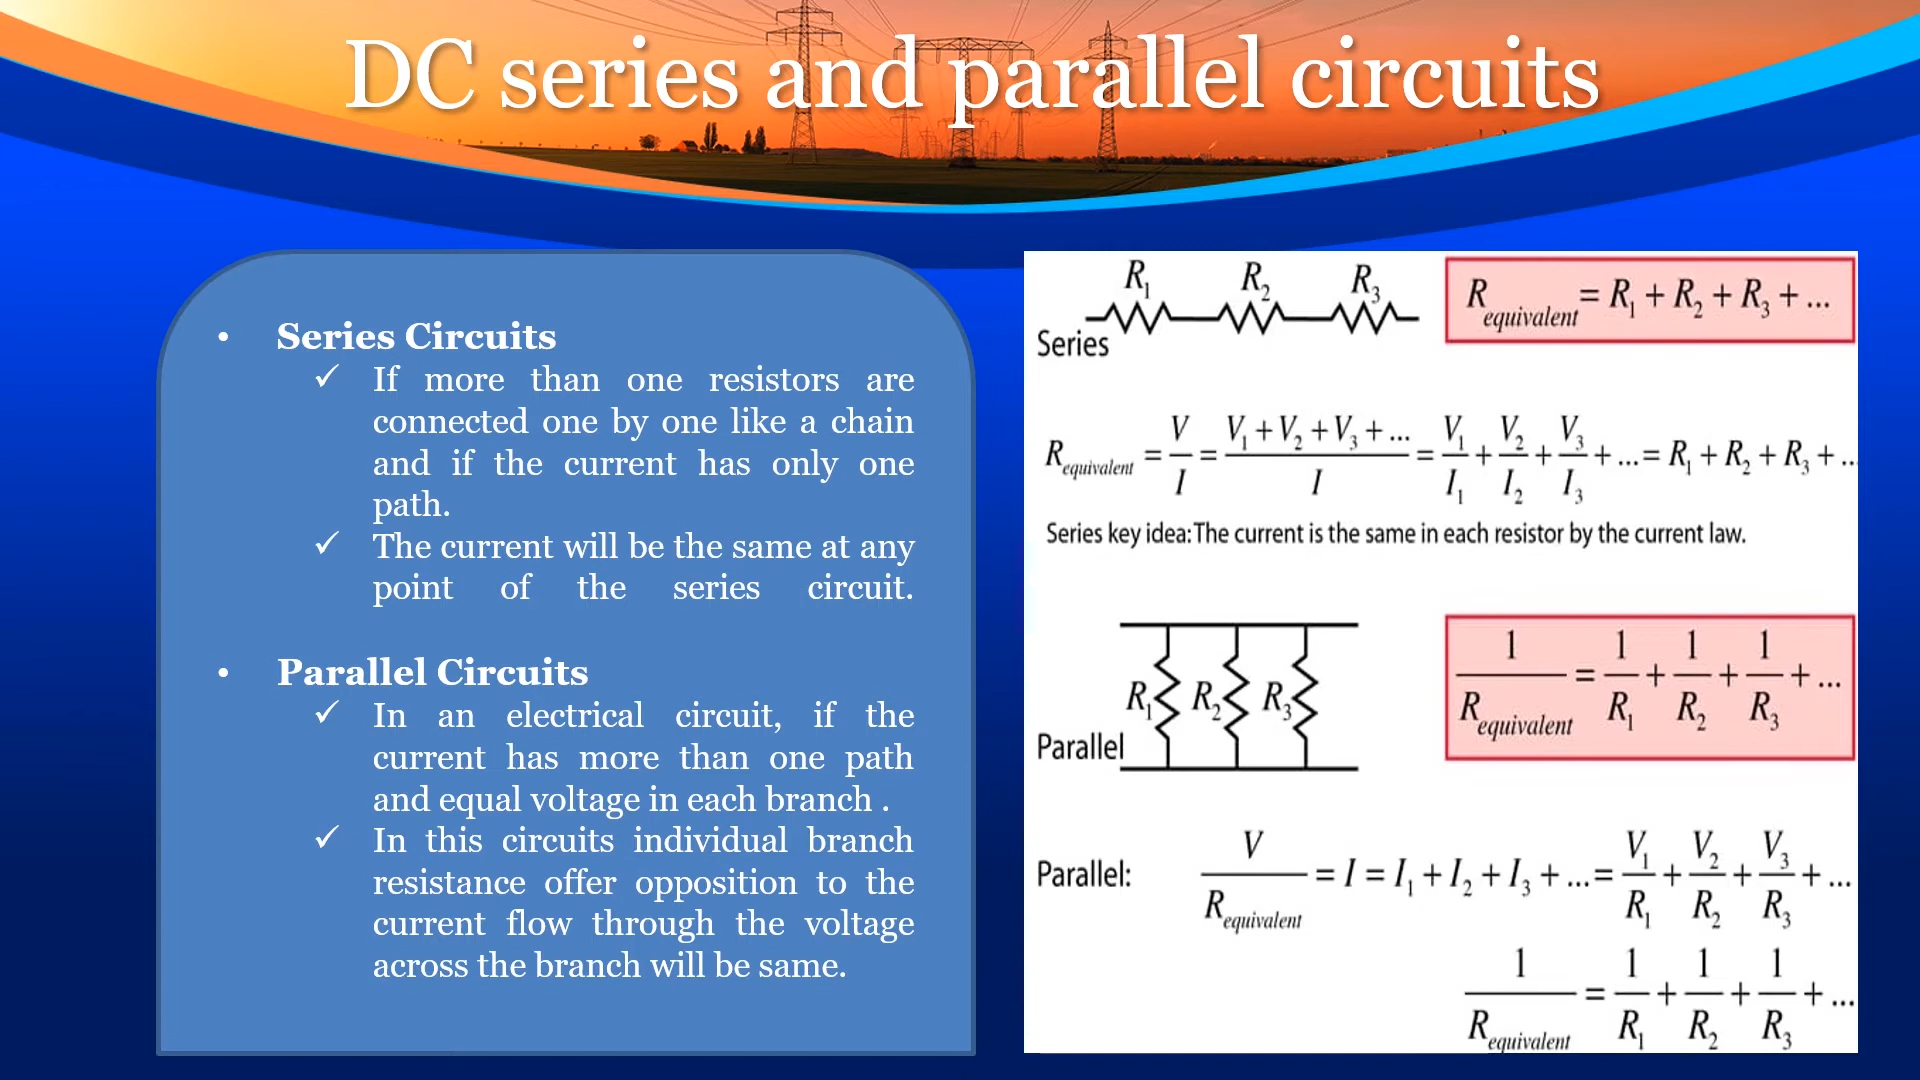 DC series and parallel circuits
• Series Circuits
✓ If more than one resistors are
connected one by one like a chain
and if the current has only one
path.
✓ The current will be the same at any
point of the series circuit.
• Parallel Circuits
✓ In an electrical circuit, if the
current has more than one path
and equal voltage in each branch .
✓ In this circuits individual branch
resistance offer opposition to the
current flow through the voltage
across the branch will be same.
R₁ R₂ R₃
Series
R_equivalent = R₁ + R₂ + R₃ + ...
R_equivalent = V/I = (V₁ + V₂ + V₃ + ...)/I = V₁/I₁ + V₂/I₂ + V₃/I₃ + ... = R₁ + R₂ + R₃ + ...
Series key idea: The current is the same in each resistor by the current law.
R₁ R₂ R₃
Parallel
1/R_equivalent = 1/R₁ + 1/R₂ + 1/R₃ + ...
Parallel: V/R_equivalent = I = I₁ + I₂ + I₃ + ... = V₁/R₁ + V₂/R₂ + V₃/R₃ + ...
1/R_equivalent = 1/R₁ + 1/R₂ + 1/R₃ + ...